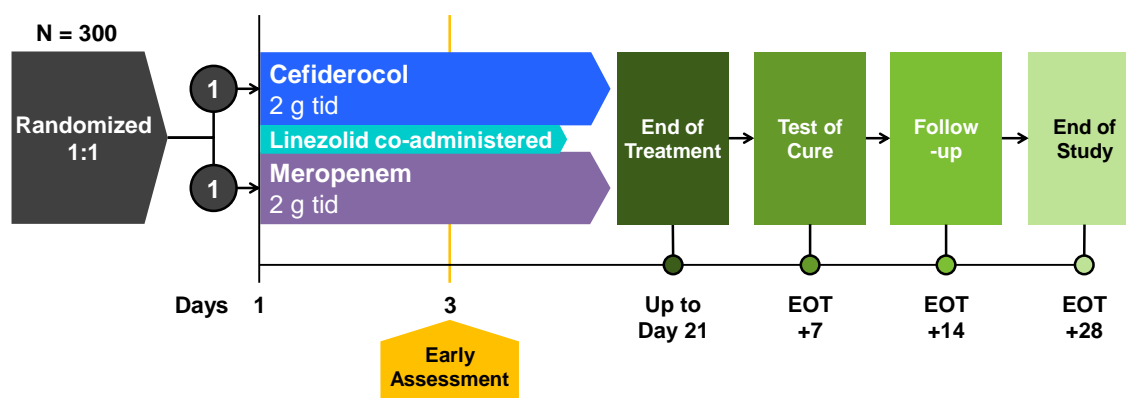 N = 300
Randomized
1:1
1
1
Cefiderocol
2 g tid
Linezolid co-administered
Meropenem
2 g tid
End of
Treatment
Test of
Cure
Follow
-up
End of
Study
Days 1
3
Up to
Day 21
EOT
+7
EOT
+14
EOT
+28
Early
Assessment